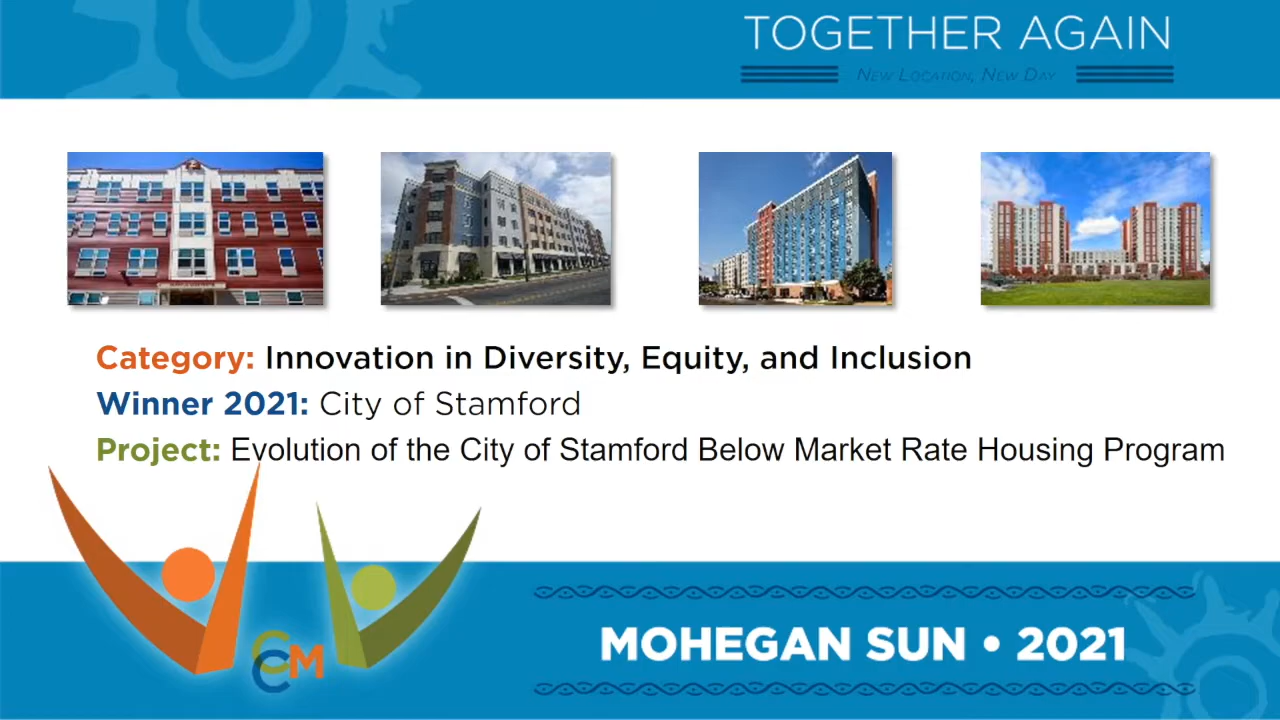 TOGETHER AGAIN
NEW LOCATION, NEW DAY
Category: Innovation in Diversity, Equity, and Inclusion
Winner 2021: City of Stamford
Project: Evolution of the City of Stamford Below Market Rate Housing Program
CCM
MOHEGAN SUN • 2021